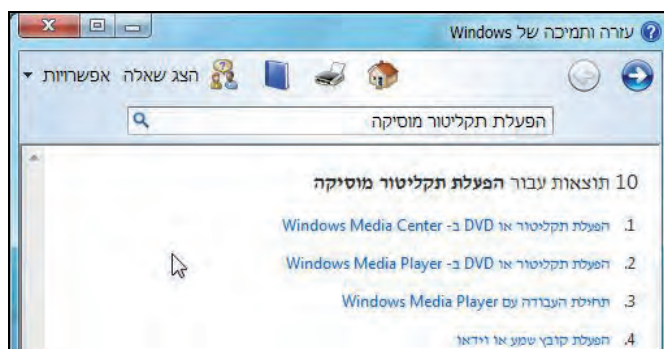 עזרה ותמיכה של Windows
הצג שאלה אפשרויות
הפעלת תקליטור מוסיקה
10 תוצאות עבור הפעלת תקליטור מוסיקה
1. הפעלת תקליטור או DVD ב- Windows Media Center
2. הפעלת תקליטור או DVD ב- Windows Media Player
3. תחילת העבודה עם Windows Media Player
4. הפעלת קובץ שמע או וידאו